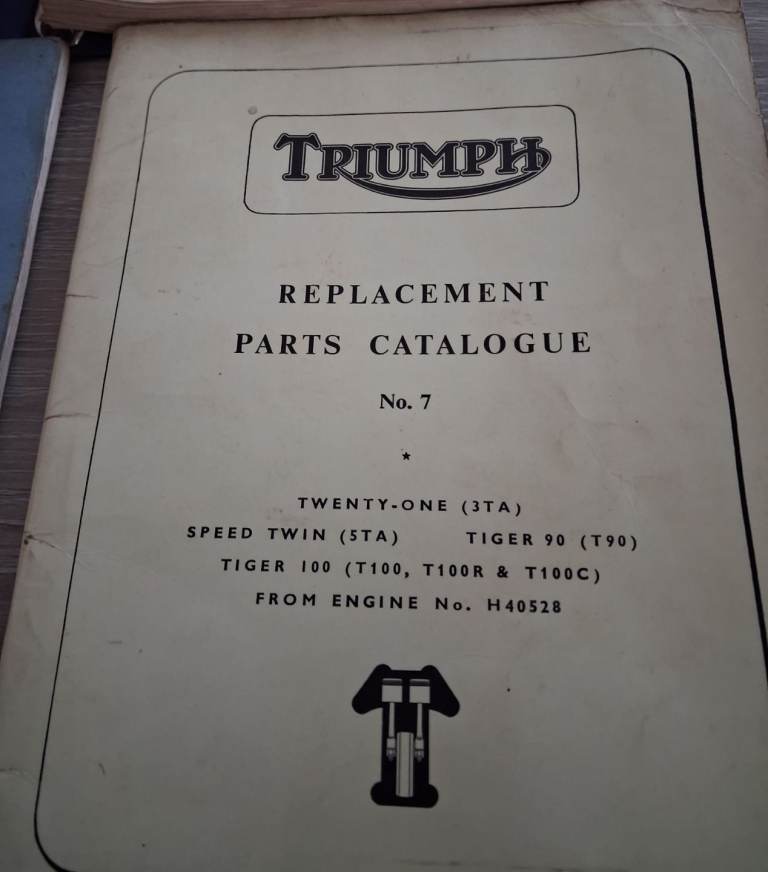 TRIUMPH
REPLACEMENT
PARTS CATALOGUE
No. 7
TWENTY-ONE (3TA)
SPEED TWIN (5TA) TIGER 90 (T90)
TIGER 100 (T100, T100R & T100C)
FROM ENGINE No. H40528